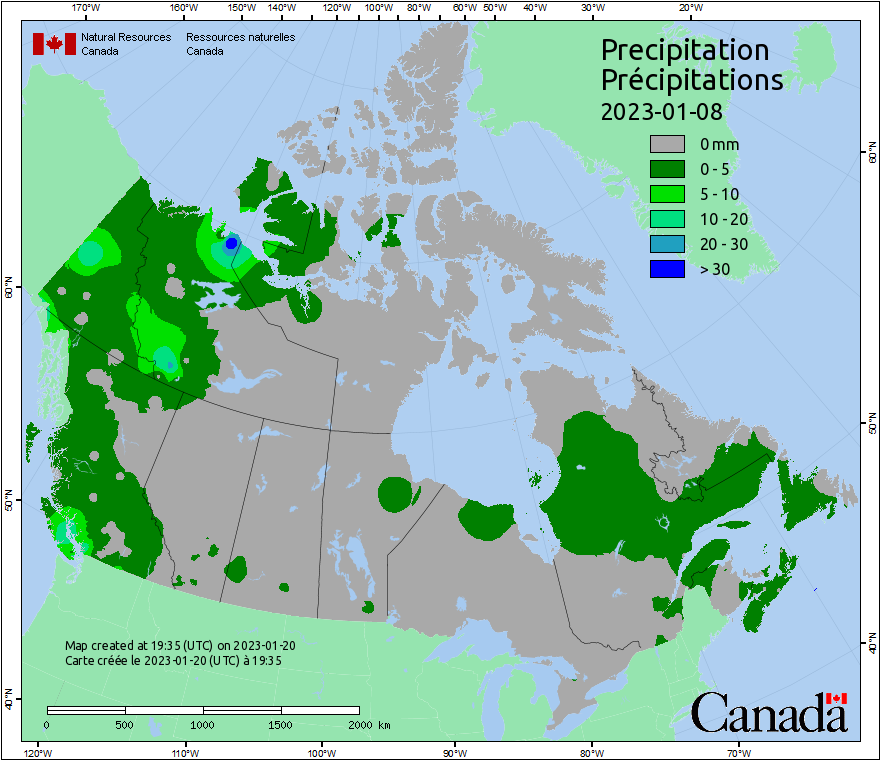 170°W 160°W 150°W 140°W 130°W 120°W 110°W 100°W 90°W 80°W 60°W 50°W 40°W 30°W 20°W
Natural Resources
Canada
Ressources naturelles
Canada
Precipitation
Précipitations
2023-01-08
0 mm
0 - 5
5 - 10
10 - 20
20 - 30
> 30
60°N
50°N
40°N
60°N
50°N
40°N
Map created at 19:35 (UTC) on 2023-01-20
Carte créée le 2023-01-20 (UTC) à 19:35
0 500 1000 1500 2000 km
Canada
120°W 110°W 100°W 90°W 80°W 70°W